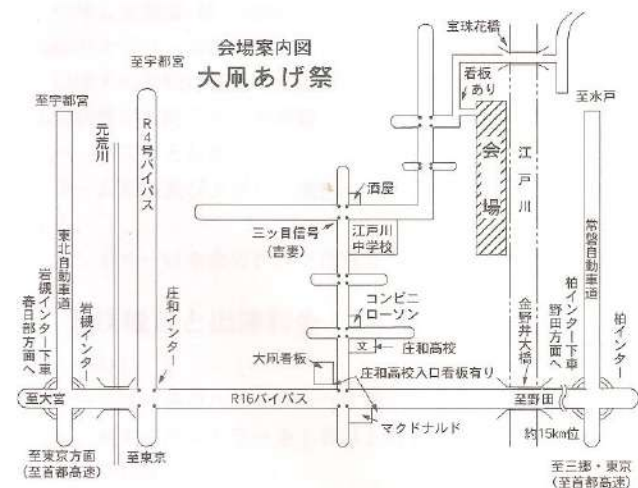 会場案内図
大凧あげ祭
至宇都宮
至宇都宮
元荒川
R4号バイパス
東北自動車道
岩槻インター下車
春日部方面へ
岩槻インター
庄和インター
至大宮
至東京方面
(至首都高速)
至東京
R16バイパス
三ッ目信号
(吉妻)
酒屋
江戸川
中学校
コンビニ
ローソン
文
庄和高校
大凧看板
庄和高校入口看板有り
マクドナルド
宝珠花橋
看板
あり
会場
江戸川
金野井大橋
至水戸
常磐自動車道
柏インター下車
野田方面へ
柏インター
至野田
約15km位
至三郷・東京
(至首都高速)